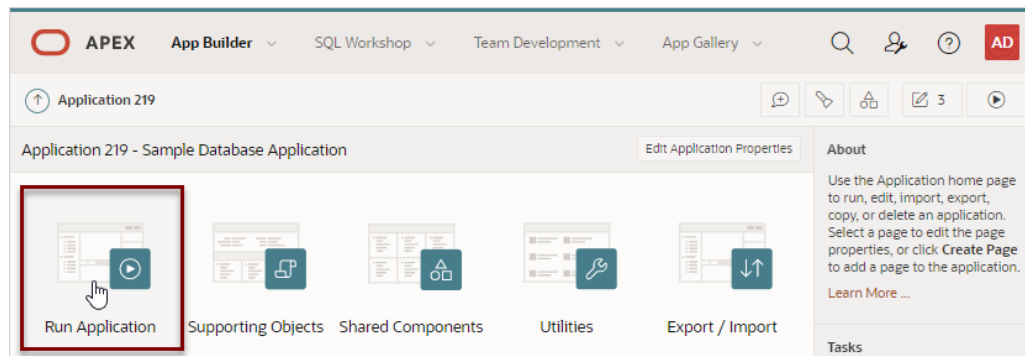 APEX App Builder SQL Workshop Team Development App Gallery AD
Application 219 3
Application 219 - Sample Database Application Edit Application Properties
Run Application Supporting Objects Shared Components Utilities Export / Import
About
Use the Application home page
to run, edit, import, export,
copy, or delete an application.
Select a page to edit the page
properties, or click Create Page
to add a page to the application.
Learn More ...
Tasks